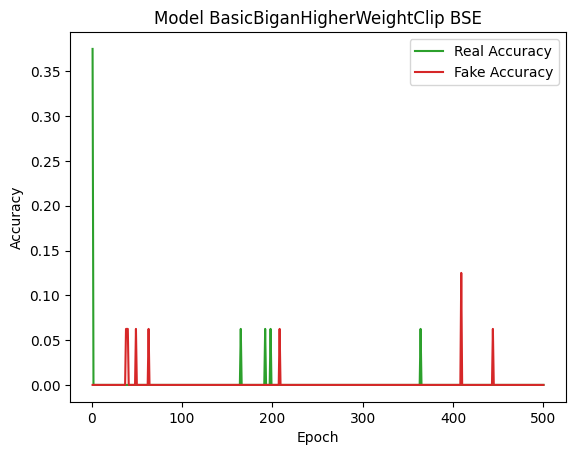 Model BasicBiganHigherWeightClip BSE
Real Accuracy
Fake Accuracy
0.35
0.30
0.25
0.20
0.15
0.10
0.05
0.00
Accuracy
0 100 200 300 400 500
Epoch